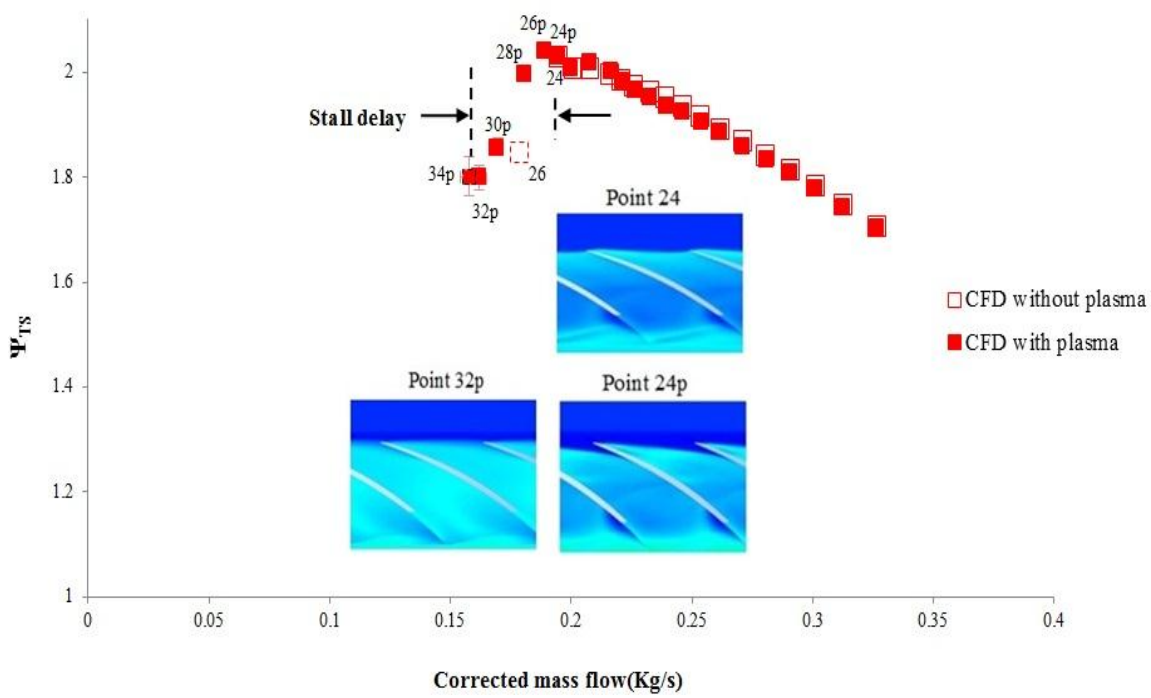 26p
24p
28p
2
24
Stall delay
30p
1.8
34p
26
32p
Point 24
1.6
CFD without plasma
CFD with plasma
ΨTS
1.4
Point 32p
Point 24p
1.2
1
0
0.05
0.1
0.15
0.2
0.25
0.3
0.35
0.4
Corrected mass flow(Kg/s)